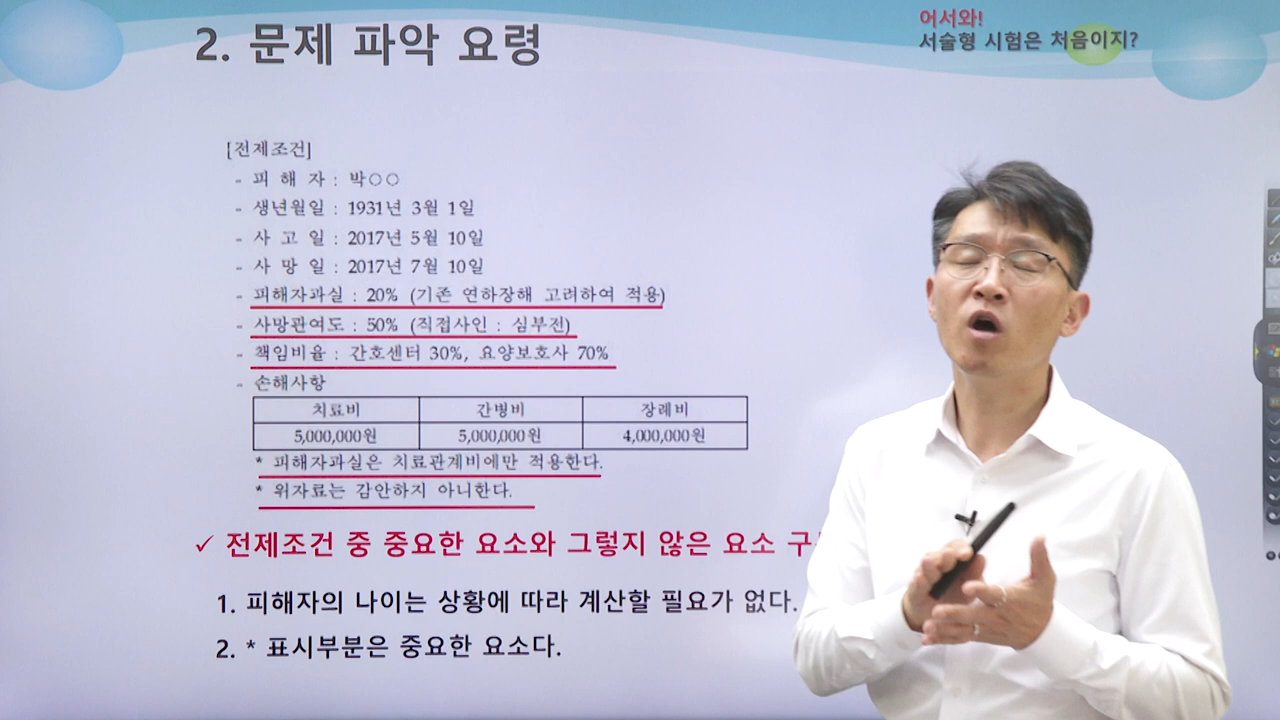 2. 문제 파악 요령
어서와!
서술형 시험은 처음이지?
[전제조건]
- 피 해 자 : 박○○
- 생년월일 : 1931년 3월 1일
- 사 고 일 : 2017년 5월 10일
- 사 망 일 : 2017년 7월 10일
- 피해자과실 : 20% (기존 연하장해 고려하여 적용)
- 사망관여도 : 50% (직접사인 : 심부전)
- 책임비율 : 간호센터 30%, 요양보호사 70%
- 손해사항
치료비 간병비 장례비
5,000,000원 5,000,000원 4,000,000원
* 피해자과실은 치료관계비에만 적용한다.
* 위자료는 감안하지 아니한다.
✓ 전제조건 중 중요한 요소와 그렇지 않은 요소
1. 피해자의 나이는 상황에 따라 계산할 필요가 없다.
2. * 표시부분은 중요한 요소다.